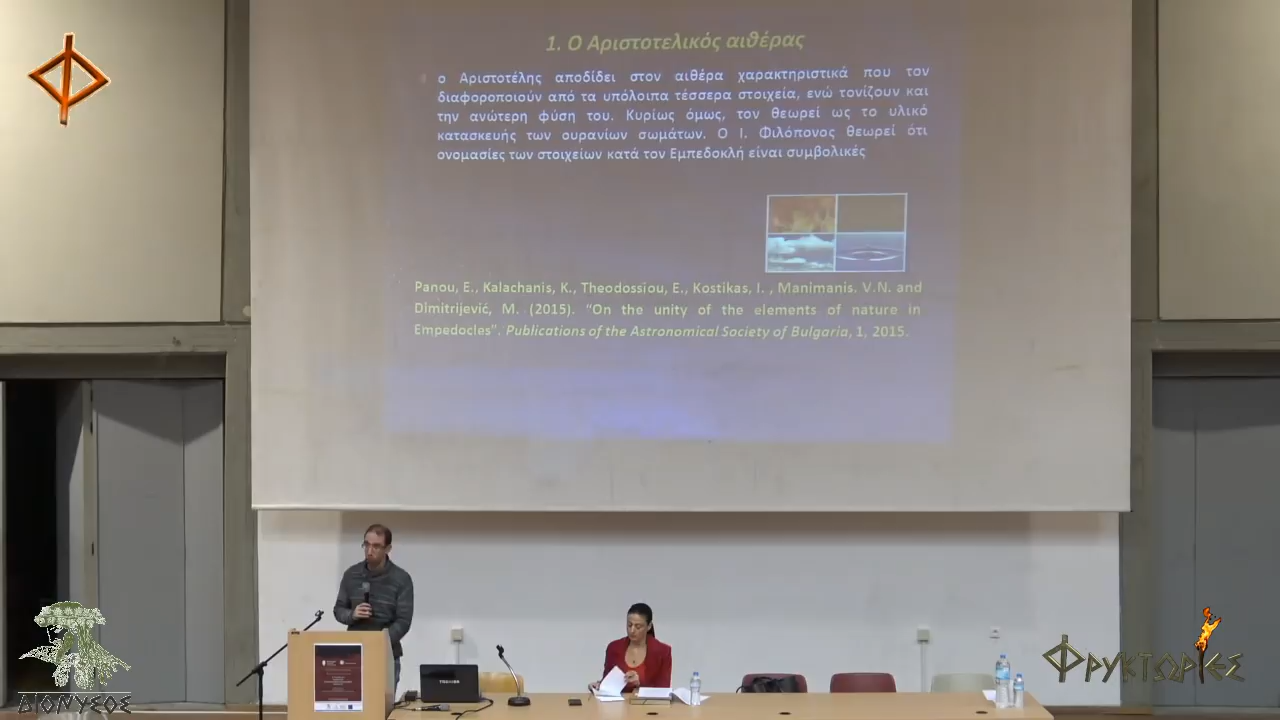 1. Ο Αριστοτελικός αιθέρας
ο Αριστοτέλης αποδίδει στον αιθέρα χαρακτηριστικά που τον
διαφοροποιούν από τα υπόλοιπα τέσσερα στοιχεία, ενώ τονίζουν και
την ανώτερη φύση του. Κυρίως όμως, τον θεωρεί ως το υλικό
κατασκευής των ουρανίων σωμάτων. Ο Ι. Φιλόπονος θεωρεί ότι
ονομασίες των στοιχείων κατά τον Εμπεδοκλή είναι συμβολικές
Panou, E., Kalachanis, K., Theodossiou, E., Kostikas, I. , Manimanis. V.N. and
Dimitrijević, M. (2015). “On the unity of the elements of nature in
Empedocles”. Publications of the Astronomical Society of Bulgaria, 1, 2015.
TOSHIBA
ΔΙΟΝΥΣΟΣ
ΦΡΥΚΤΩΡΙΕΣ